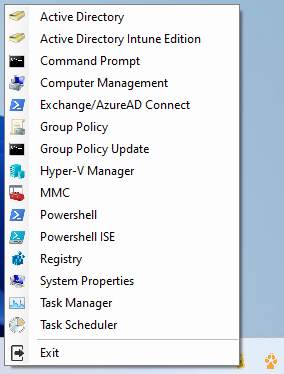 Active Directory
Active Directory Intune Edition
Command Prompt
Computer Management
Exchange/AzureAD Connect
Group Policy
Group Policy Update
Hyper-V Manager
MMC
Powershell
Powershell ISE
Registry
System Properties
Task Manager
Task Scheduler
Exit